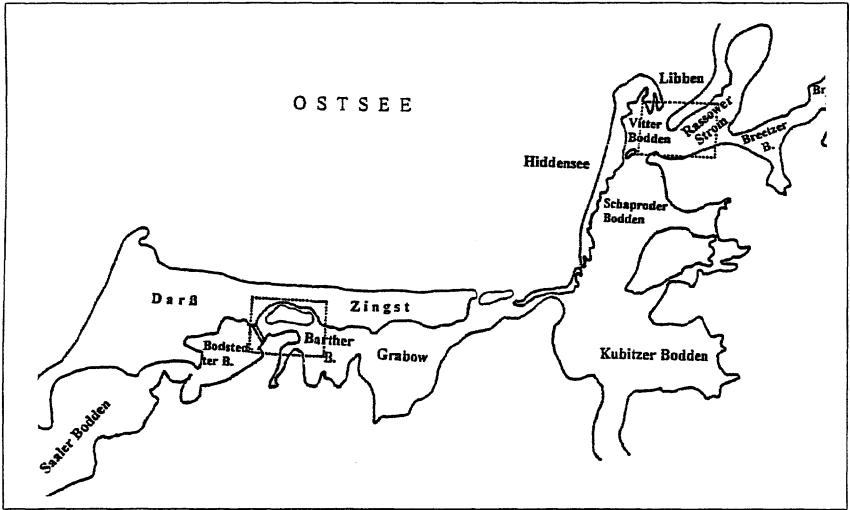 OSTSEE
Libben
Rassower
Strom
Br
Vitter
Bodden
Breetzer
B.
Hiddensee
Schaproder
Bodden
Darß
Zingst
Bodsted-
ter B.
Barther
B.
Grabow
Kubitzer Bodden
Saaler Bodden